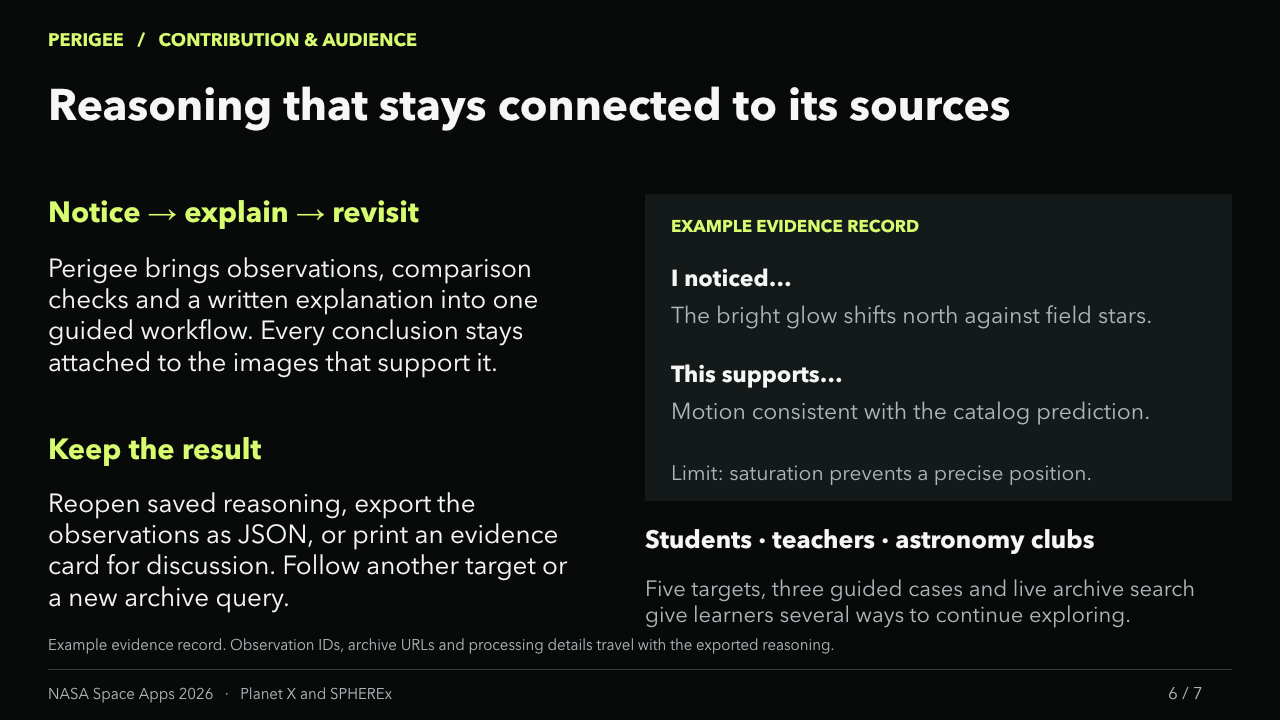 PERIGEE / CONTRIBUTION & AUDIENCE
Reasoning that stays connected to its sources
Notice → explain → revisit
Perigee brings observations, comparison
checks and a written explanation into one
guided workflow. Every conclusion stays
attached to the images that support it.
Keep the result
Reopen saved reasoning, export the
observations as JSON, or print an evidence
card for discussion. Follow another target or
a new archive query.
EXAMPLE EVIDENCE RECORD
I noticed...
The bright glow shifts north against field stars.
This supports...
Motion consistent with the catalog prediction.
Limit: saturation prevents a precise position.
Students · teachers · astronomy clubs
Five targets, three guided cases and live archive search
give learners several ways to continue exploring.
Example evidence record. Observation IDs, archive URLs and processing details travel with the exported reasoning.
NASA Space Apps 2026 · Planet X and SPHEREx
6 / 7